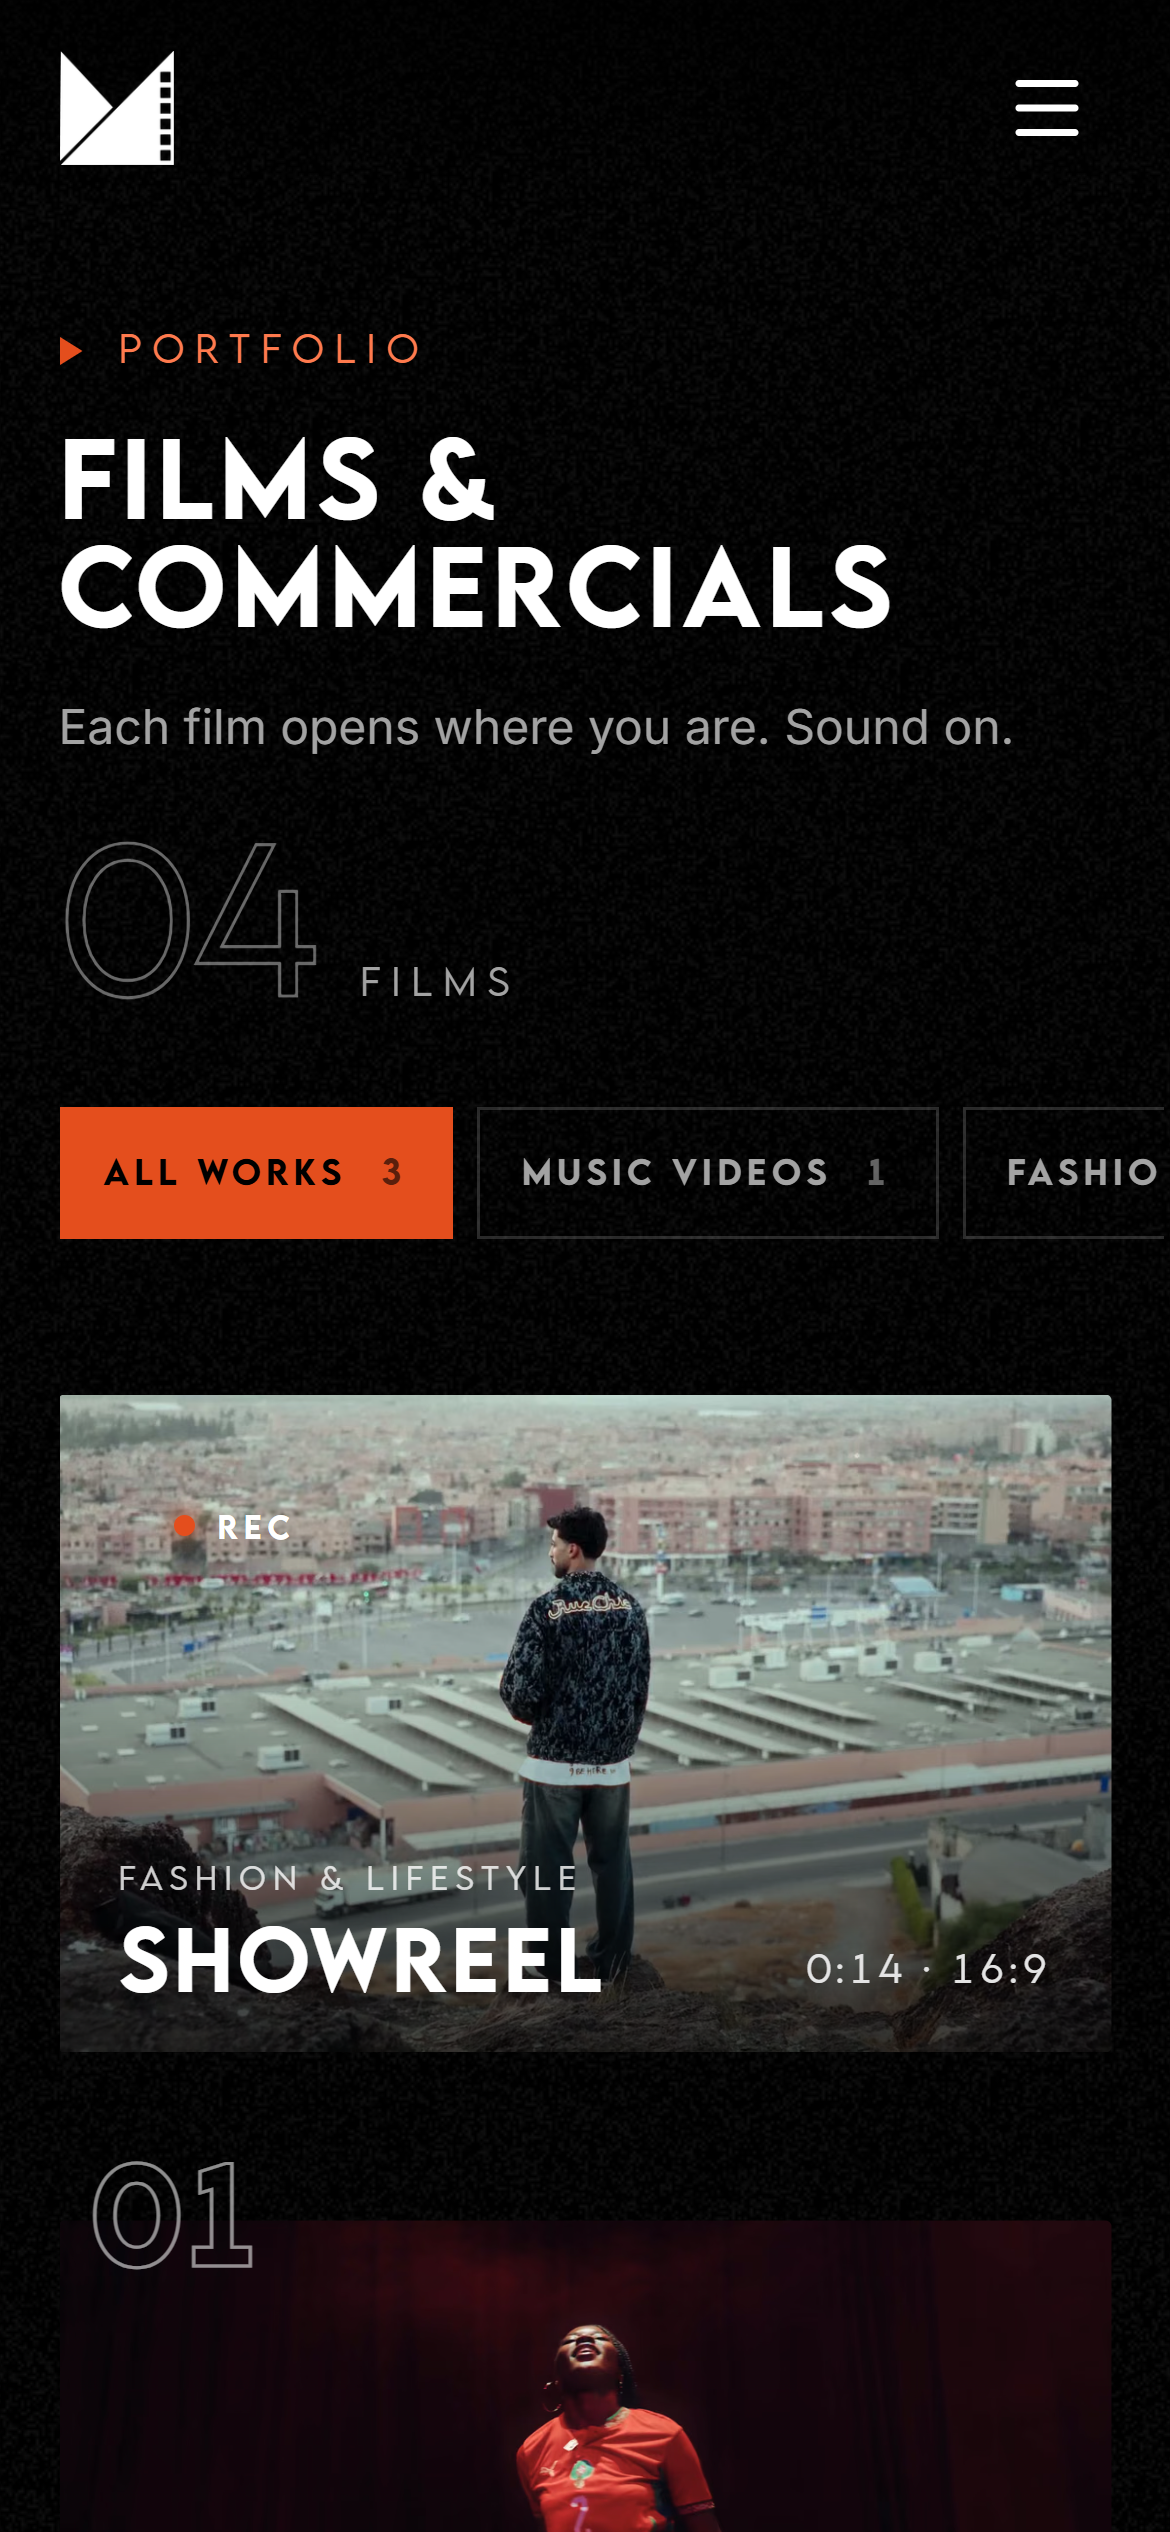 PORTFOLIO
FILMS &
COMMERCIALS
Each film opens where you are. Sound on.
04 FILMS
ALL WORKS 3 MUSIC VIDEOS 1 FASHIO
REC
FASHION & LIFESTYLE
SHOWREEL
0:14 · 16:9
01